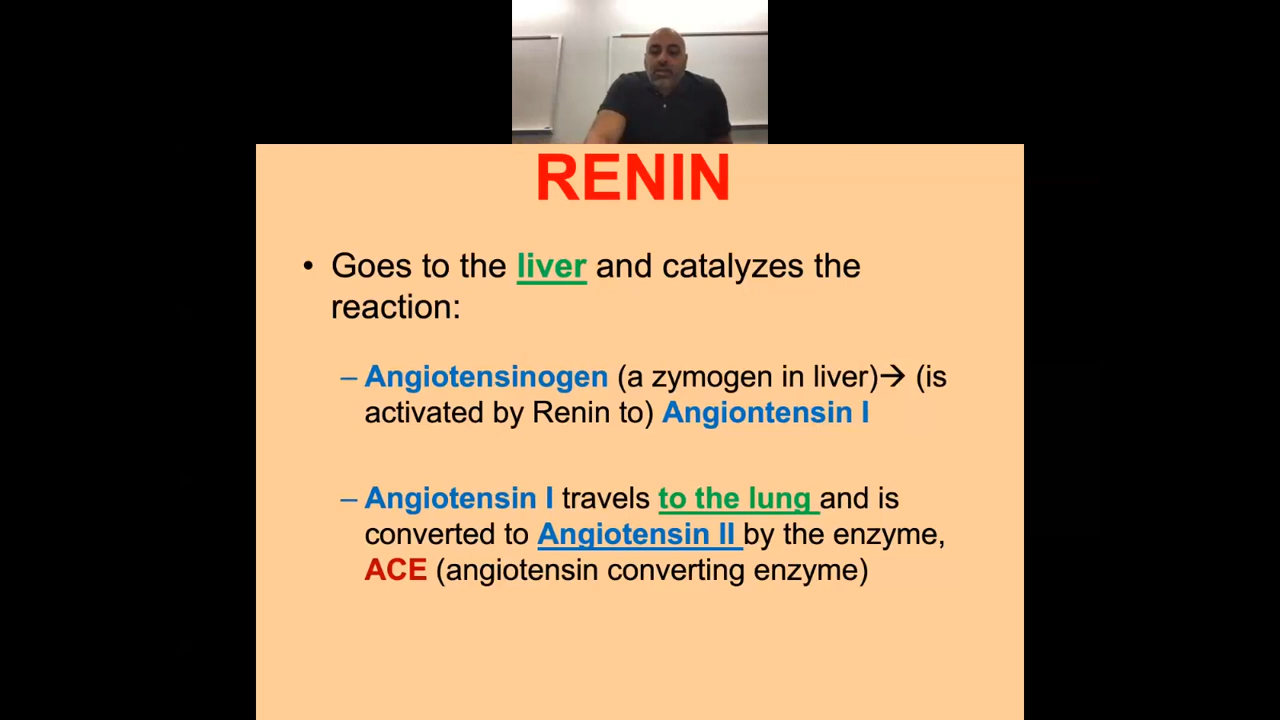 RENIN
• Goes to the liver and catalyzes the
reaction:
– Angiotensinogen (a zymogen in liver)→ (is
activated by Renin to) Angiontensin I
– Angiotensin I travels to the lung and is
converted to Angiotensin II by the enzyme,
ACE (angiotensin converting enzyme)